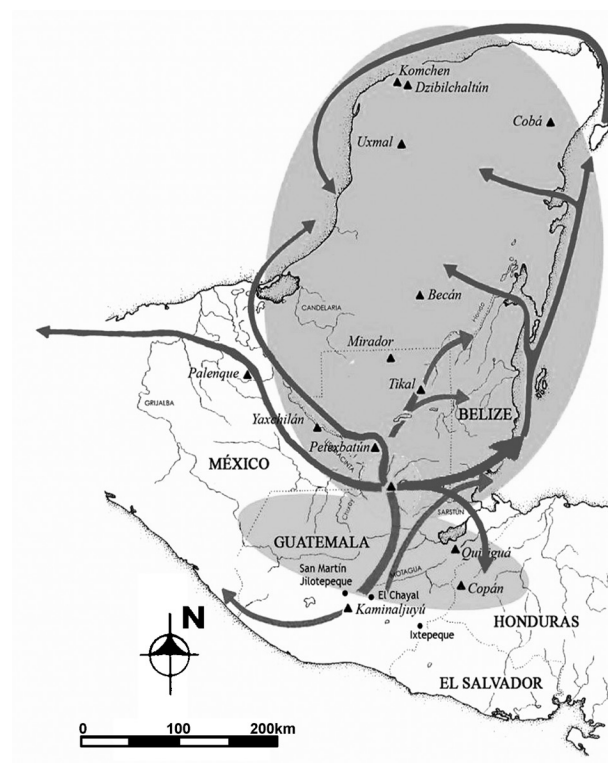 Komchen
Dzibilchaltún
Cobá
Uxmal
Becán
CANDELARIA
Hondo
Mirador
Palenque
Tikal
GRIJALBA
BELIZE
Yaxchilán
Petexbatún
MÉXICO
SARSTÚN
GUATEMALA
Quiriguá
San Martín
Jilotepeque
MOTAGUA
El Chayal
Copán
Kaminaljuyú
HONDURAS
N
Ixtepeque
EL SALVADOR
0 100 200km